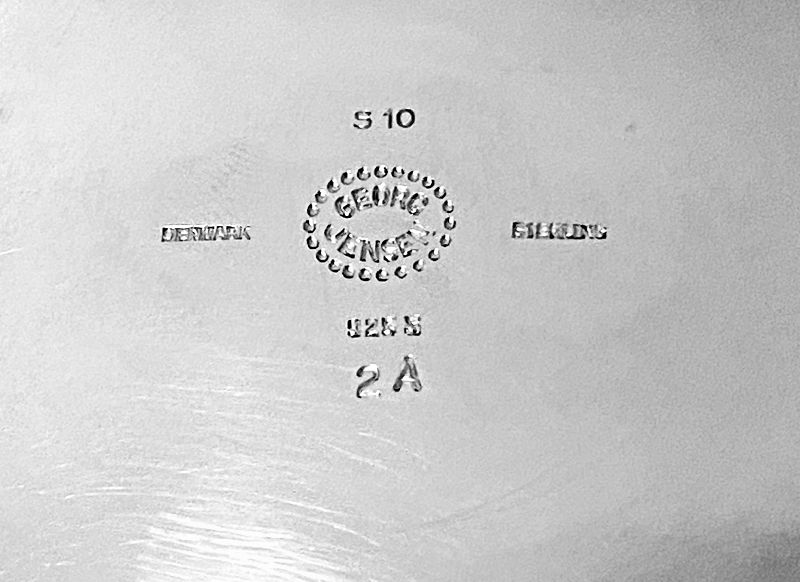 S 10
GEORG
JENSEN
DENMARK
STERLING
925 S
2 A